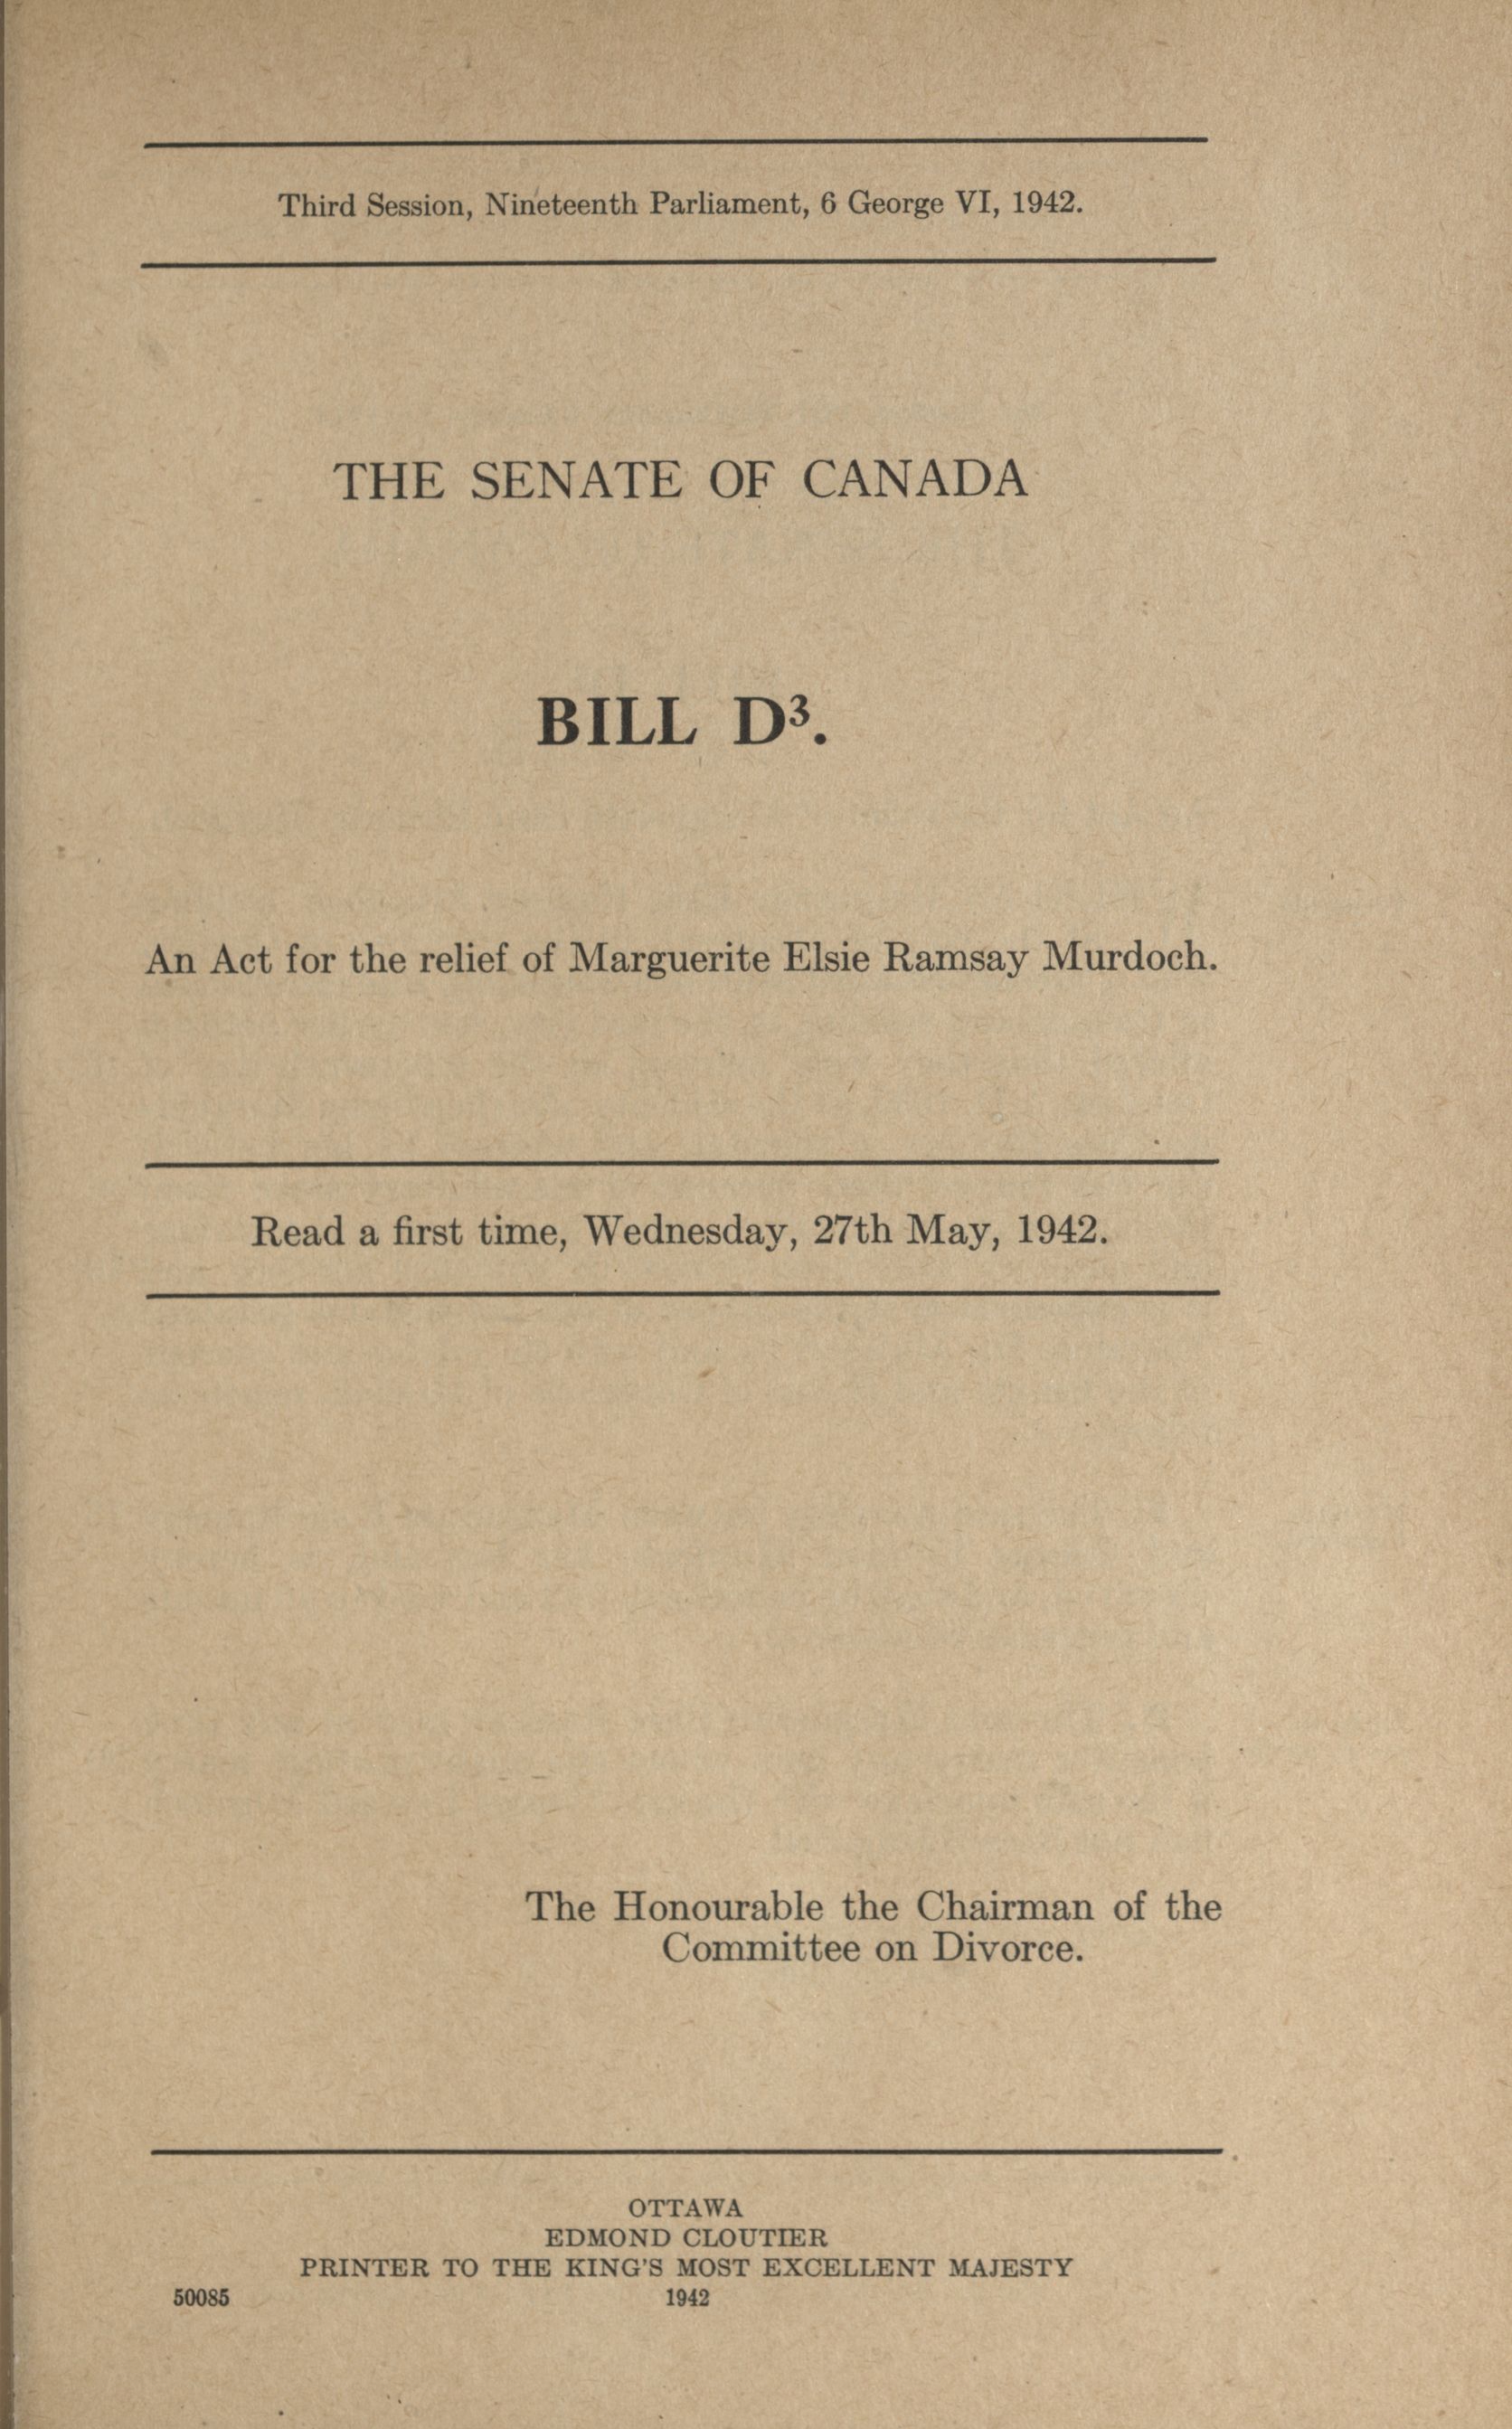 Third Session, Nineteenth Parliament, 6 George VI, 1942.
THE SENATE OF CANADA
BILL D³.
An Act for the relief of Marguerite Elsie Ramsay Murdoch.
Read a first time, Wednesday, 27th May, 1942.
The Honourable the Chairman of the
Committee on Divorce.
OTTAWA
EDMOND CLOUTIER
PRINTER TO THE KING'S MOST EXCELLENT MAJESTY
50085 1942